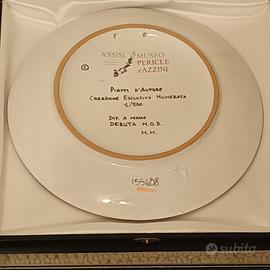 ASSISI MUSEO
PERICLE
FAZZINI
©
PIATTI D'AUTORE
CREAZIONE ESCLUSIVA NUMERATA
1/500
DIP. A MANO
DERUTA M.O.D.
M.M.
155608
subito